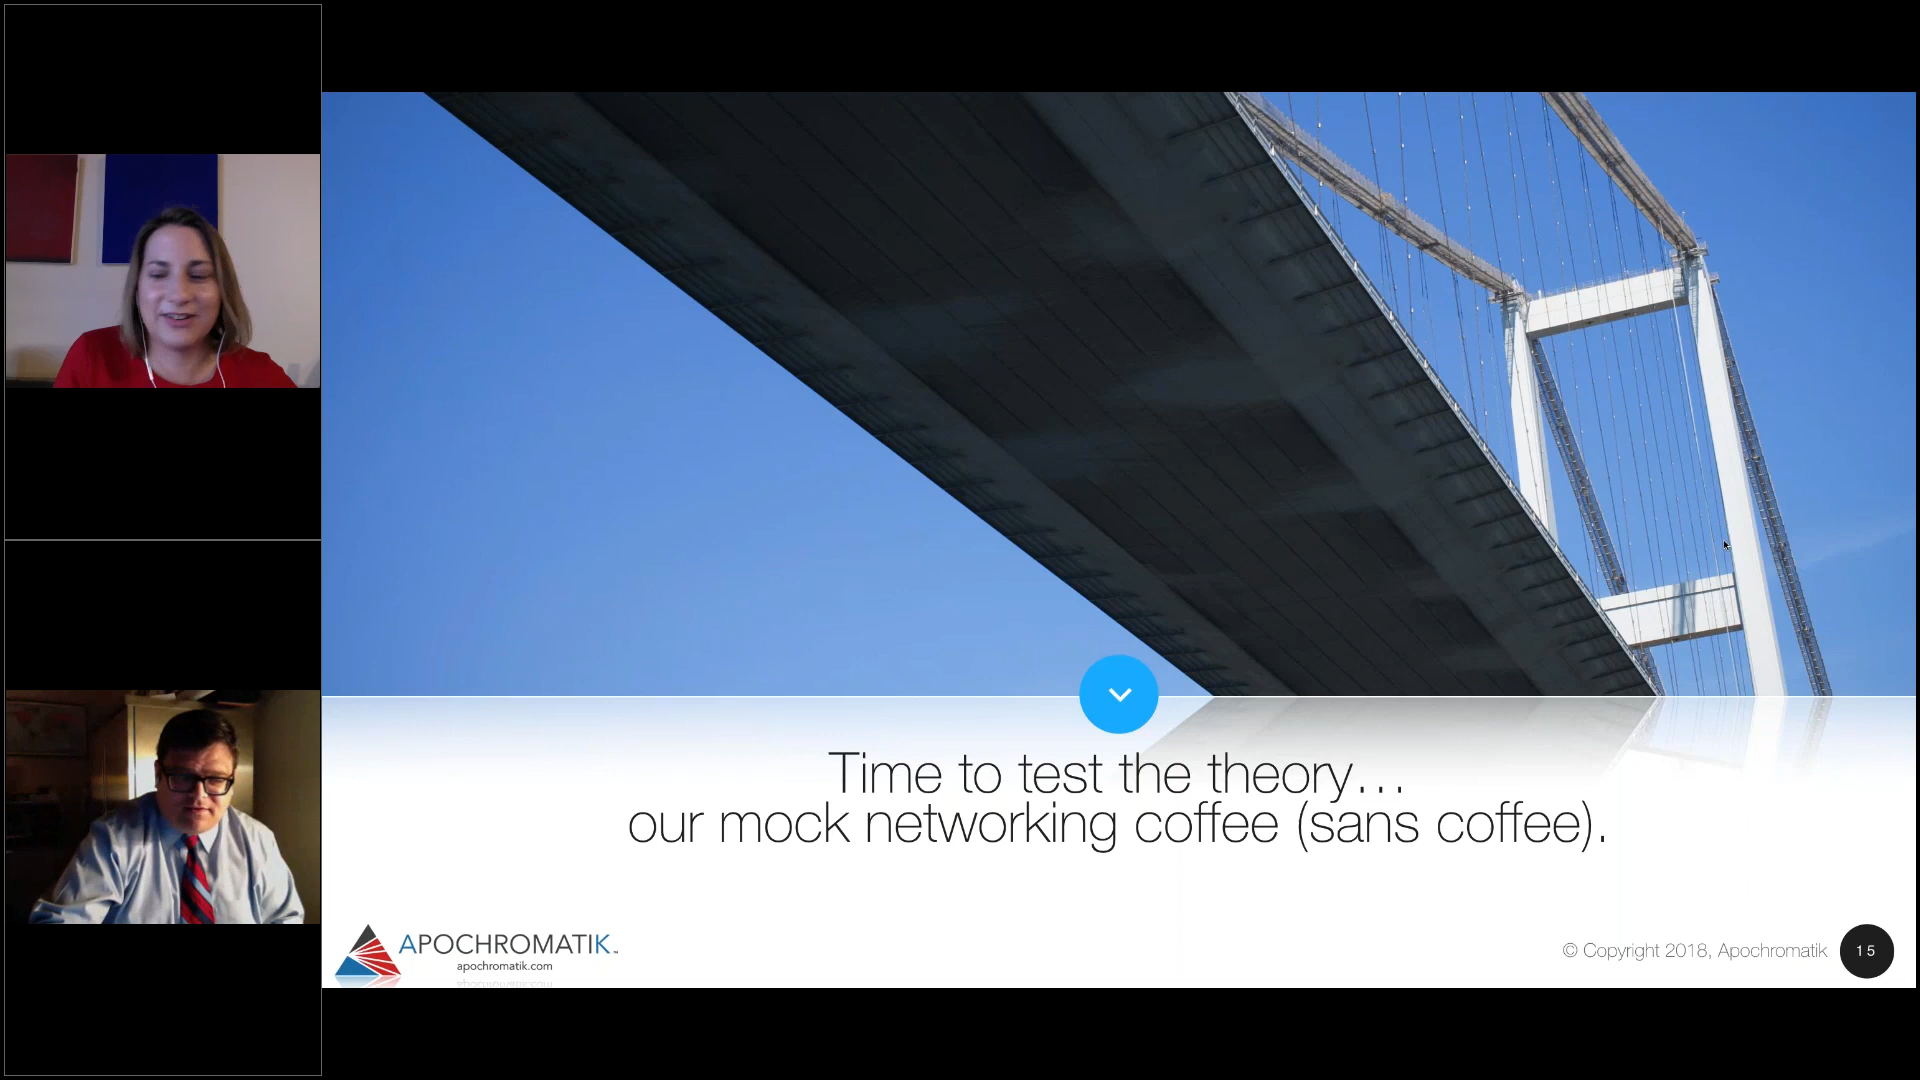 Time to test the theory…
our mock networking coffee (sans coffee).
APOCHROMATIK
apochromatik.com
© Copyright 2018, Apochromatik
15